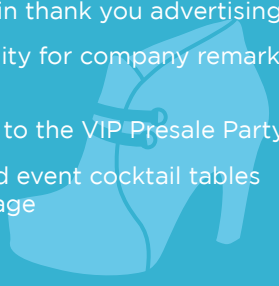 in thank you advertising
ity for company remark
to the VIP Presale Party
d event cocktail tables
age